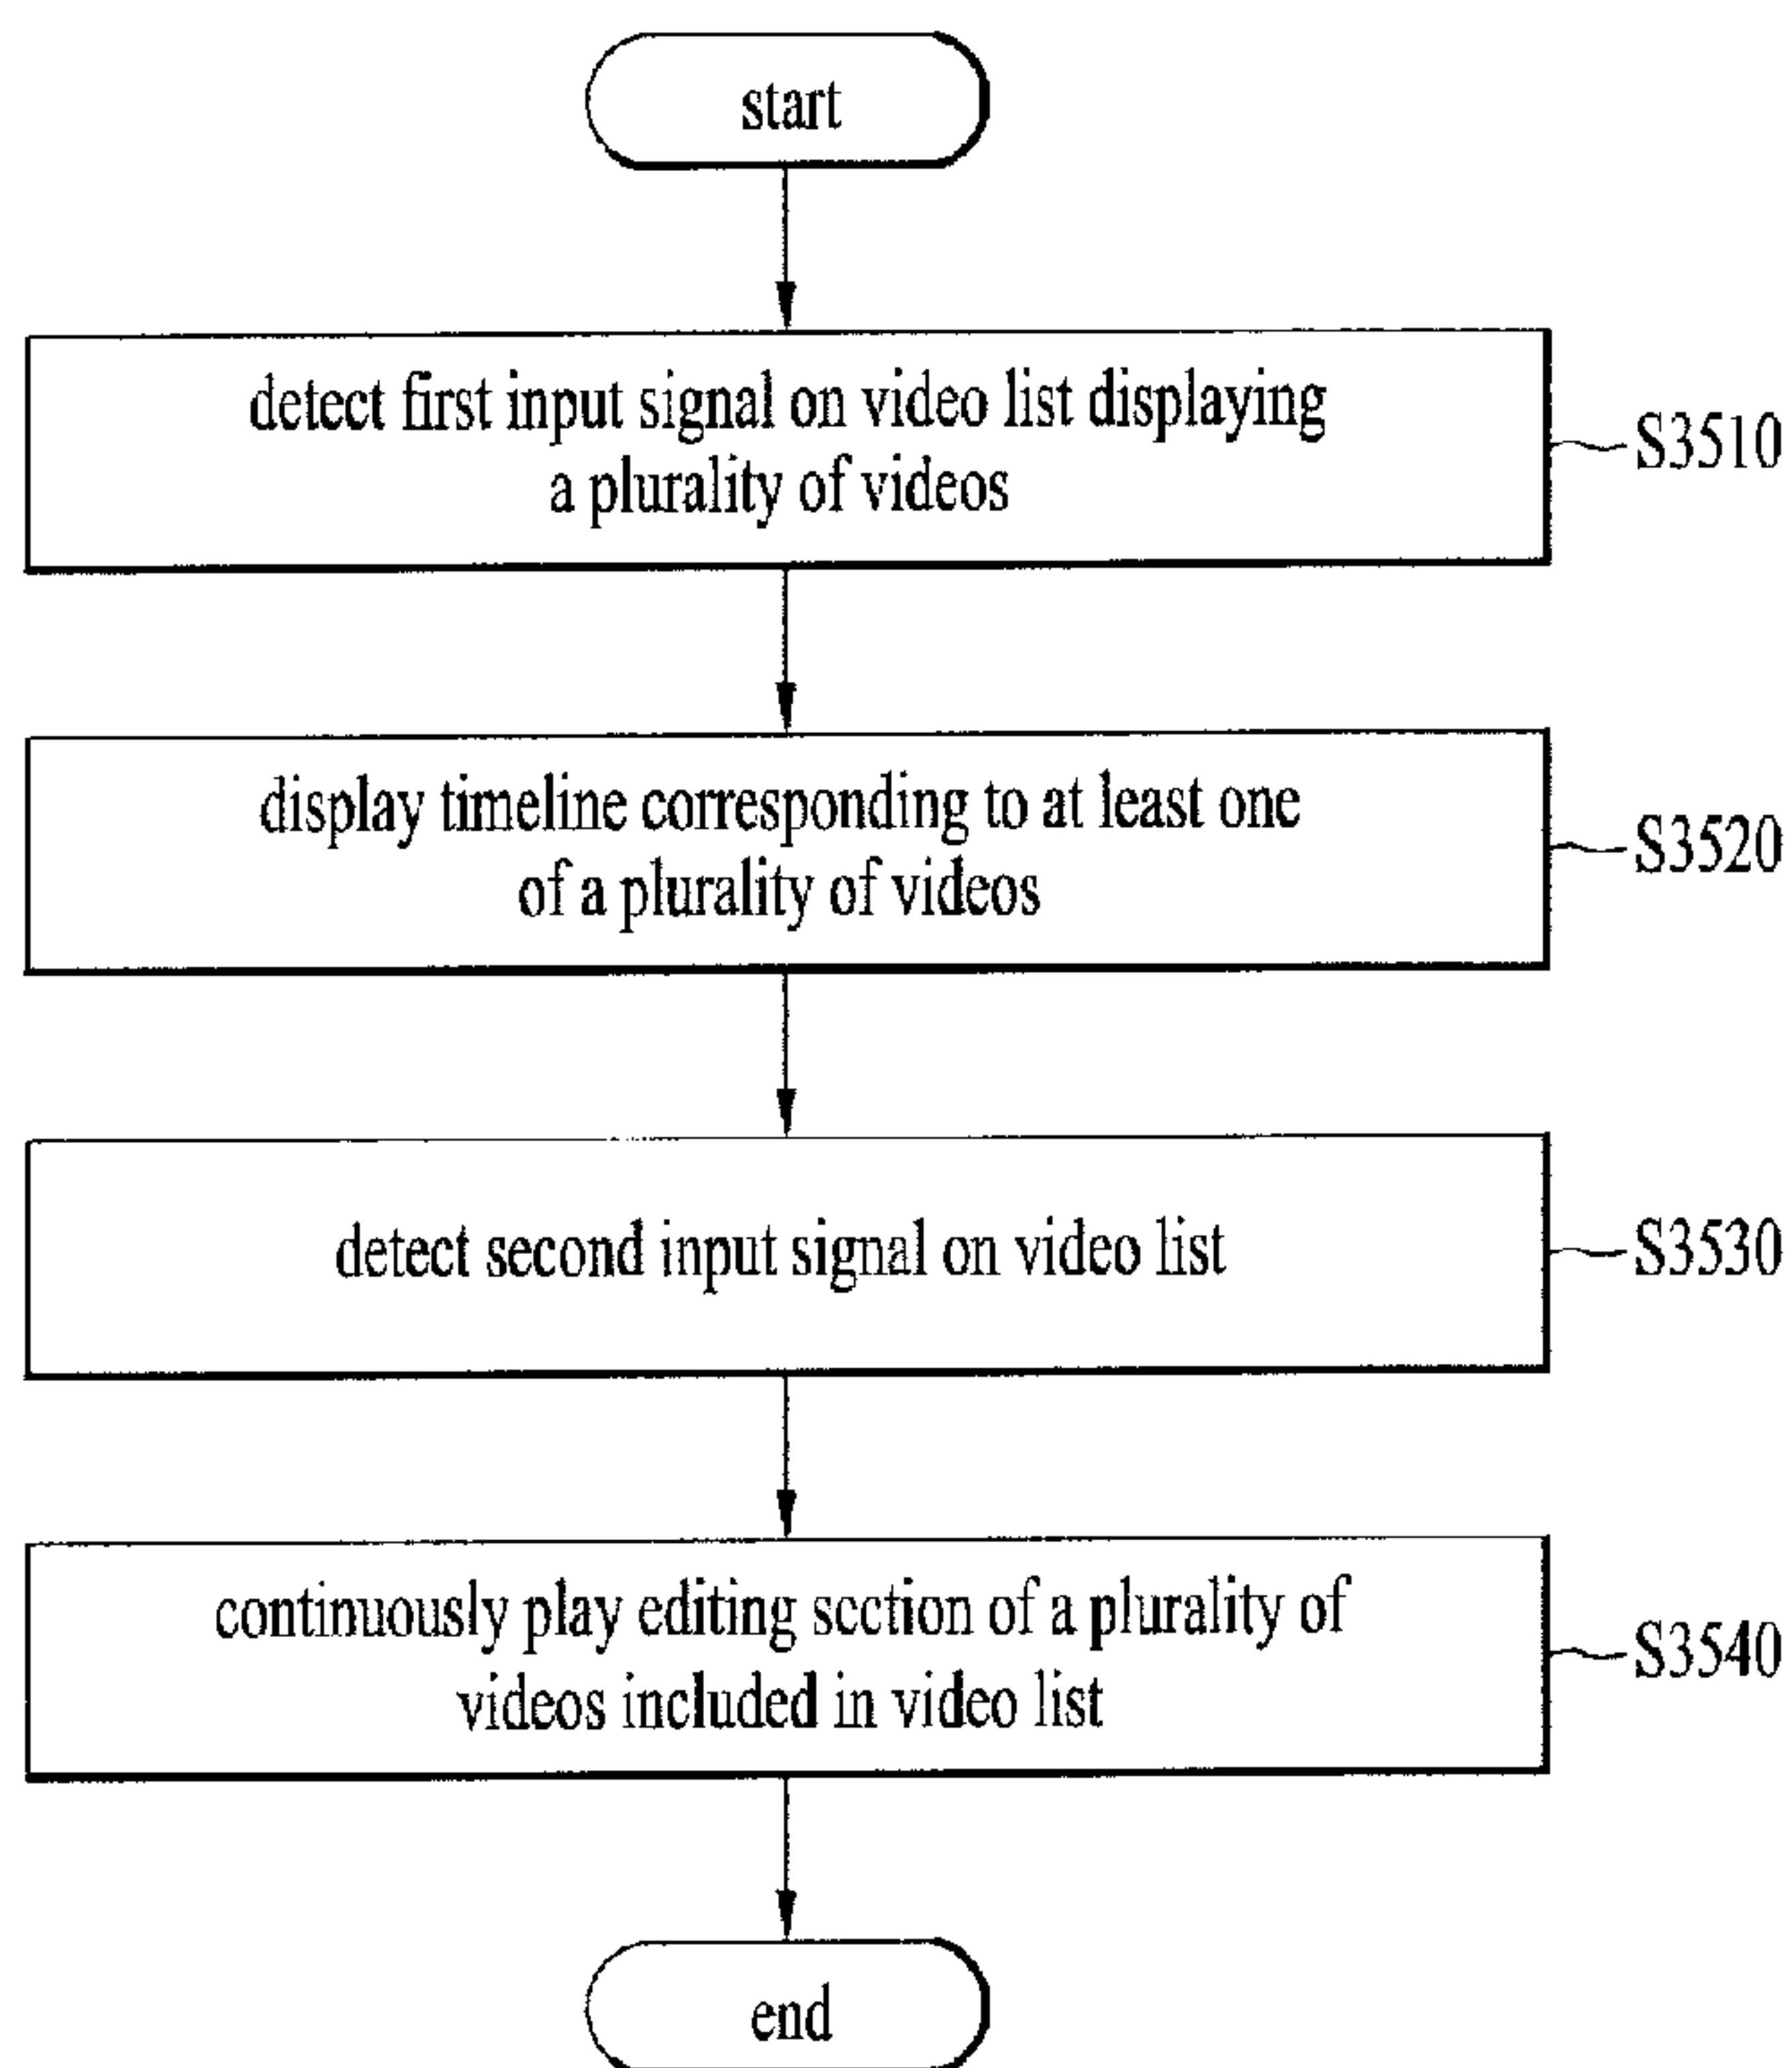 start
detect first input signal on video list displaying
a plurality of videos
S3510
display timeline corresponding to at least one
of a plurality of videos
S3520
detect second input signal on video list
S3530
continuously play editing section of a plurality of
videos included in video list
S3540
end